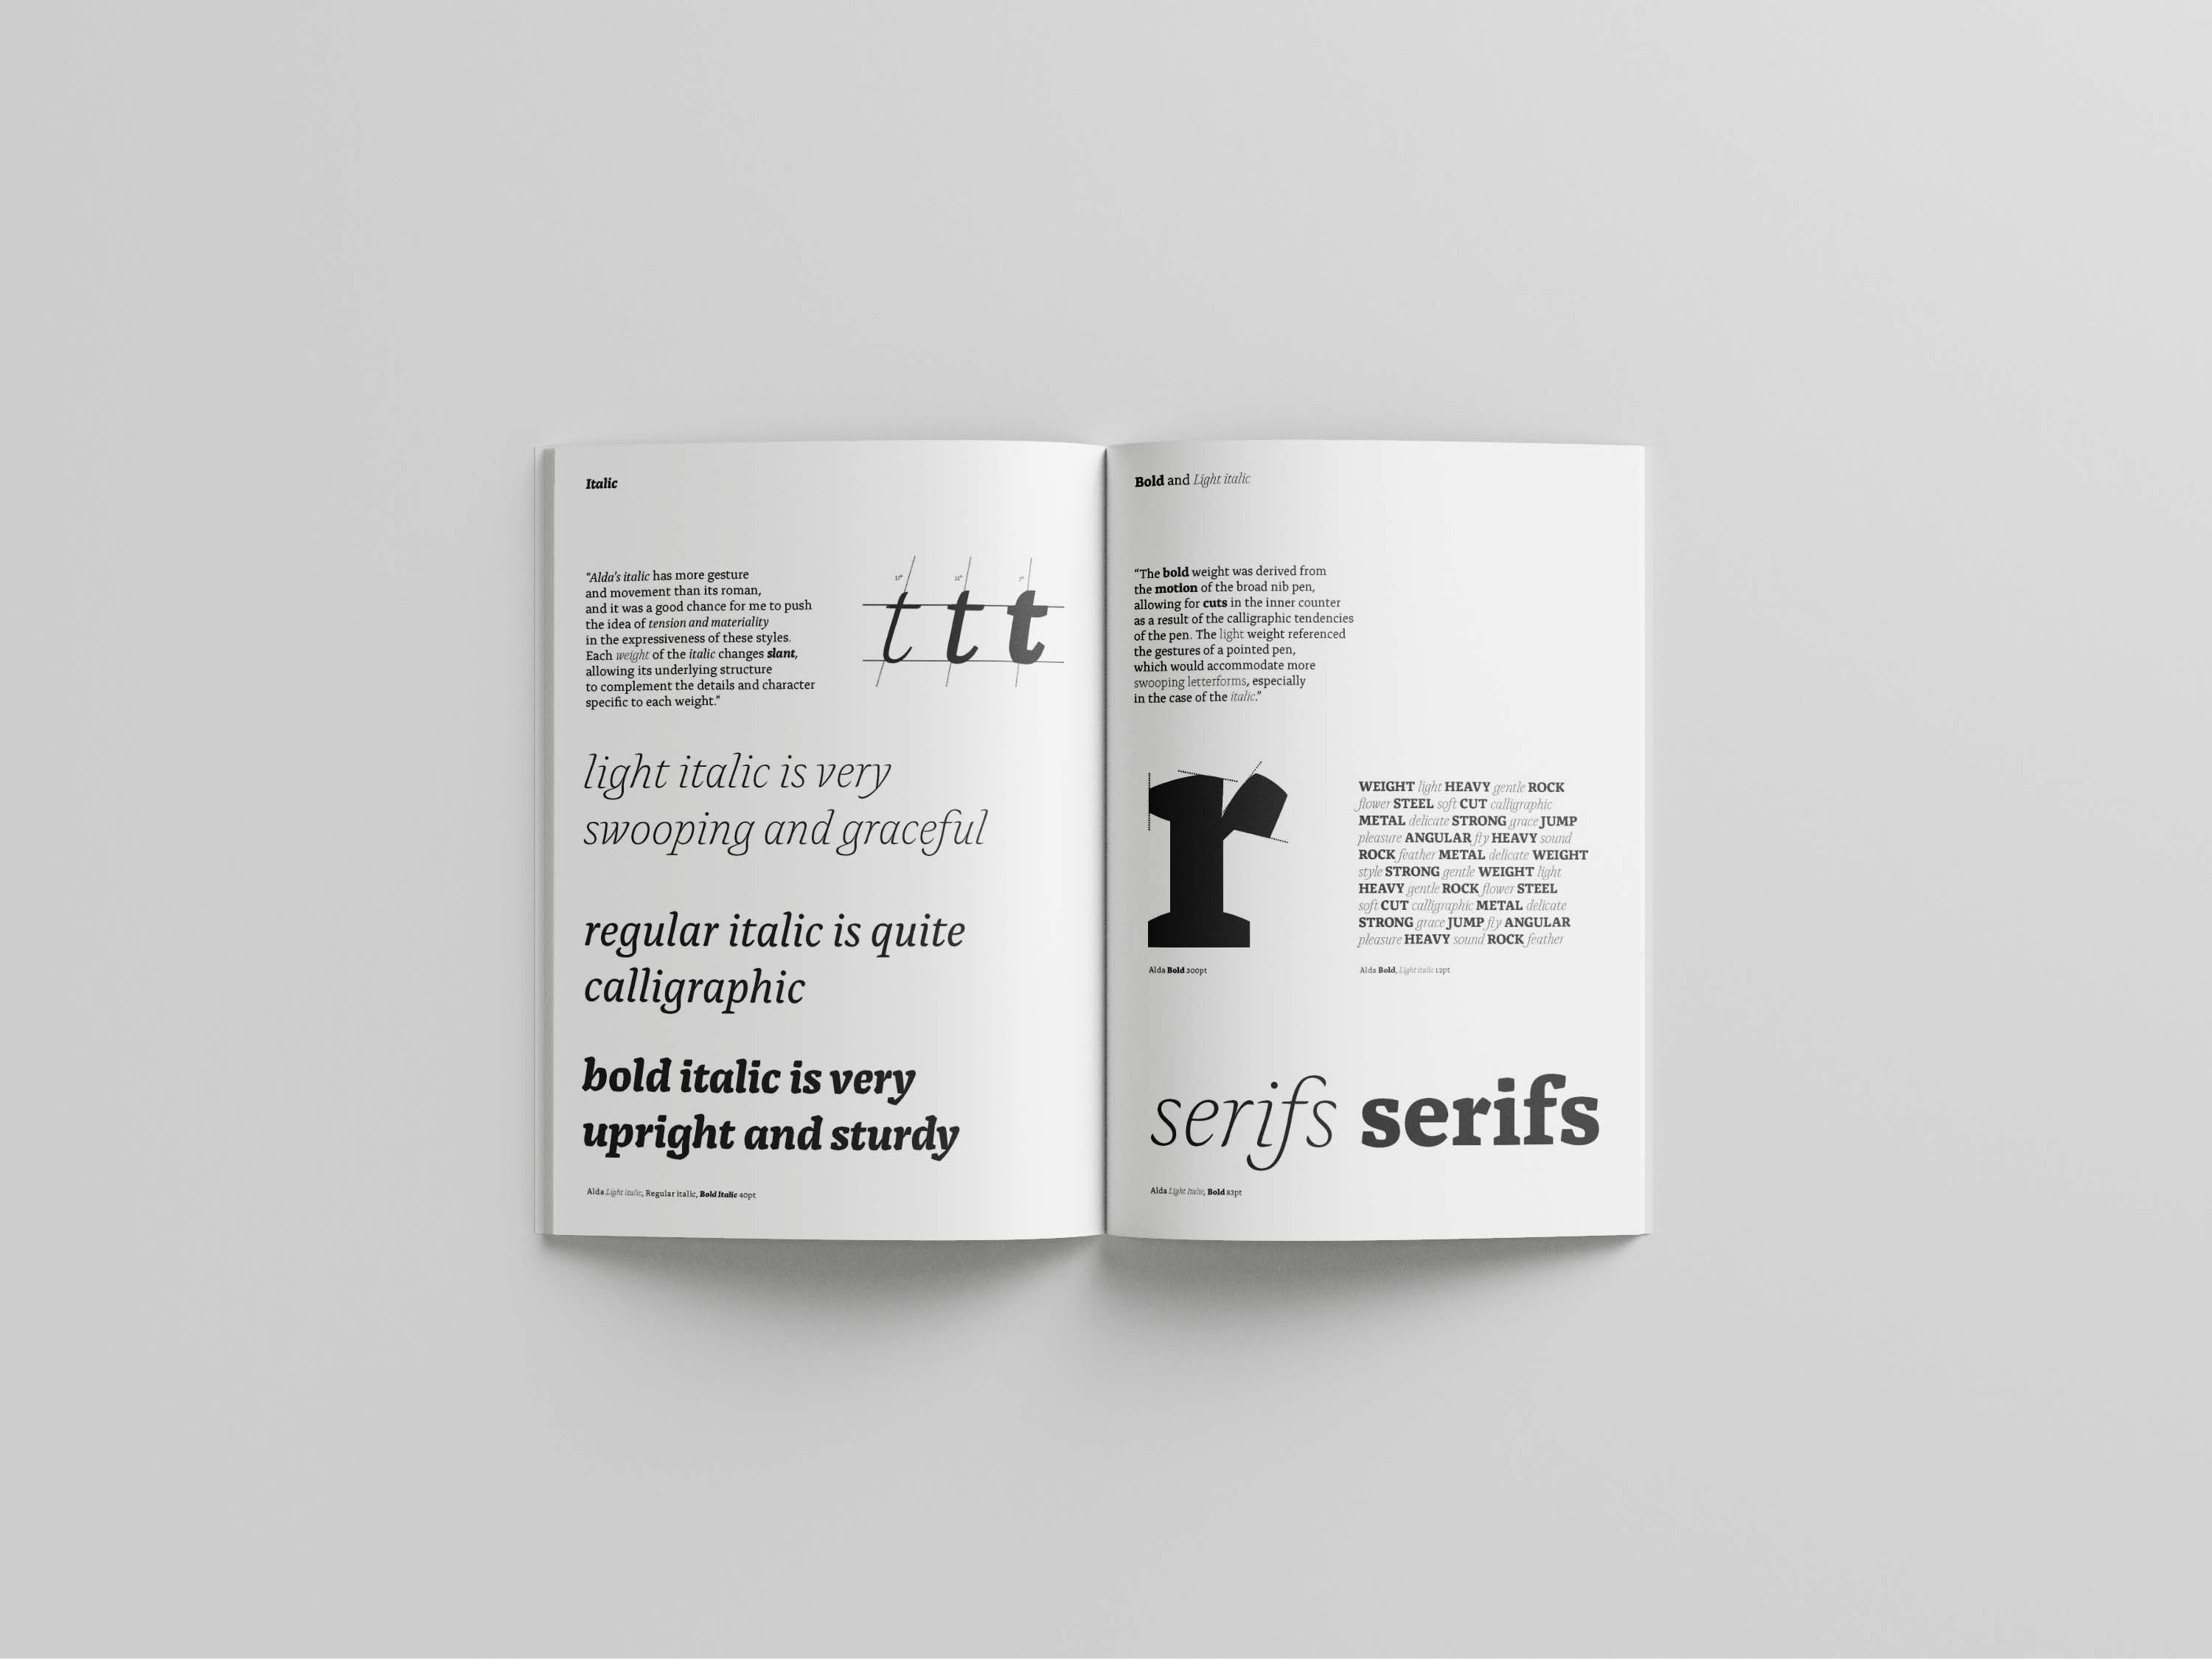 Italic
“Alda’s italic has more gesture
and movement than its roman,
and it was a good chance for me to push
the idea of tension and materiality
in the expressiveness of these styles.
Each weight of the italic changes slant,
allowing its underlying structure
to complement the details and character
specific to each weight.”
t t t
light italic is very
swooping and graceful
regular italic is quite
calligraphic
bold italic is very
upright and sturdy
Alda Light italic, Regular italic, Bold Italic 40pt
Bold and Light italic
“The bold weight was derived from
the motion of the broad nib pen,
allowing for cuts in the inner counter
as a result of the calligraphic tendencies
of the pen. The light weight referenced
the gestures of a pointed pen,
which would accommodate more
swooping letterforms, especially
in the case of the italic.”
r
Alda Bold 200pt
WEIGHT light HEAVY gentle ROCK
flower STEEL soft CUT calligraphic
METAL delicate STRONG grace JUMP
pleasure ANGULAR fly HEAVY sound
ROCK feather METAL delicate WEIGHT
style STRONG gentle WEIGHT light
HEAVY gentle ROCK flower STEEL
soft CUT calligraphic METAL delicate
STRONG grace JUMP fly ANGULAR
pleasure HEAVY sound ROCK feather
Alda Bold, Light italic 12pt
serifs serifs
Alda Light Italic, Bold 83pt